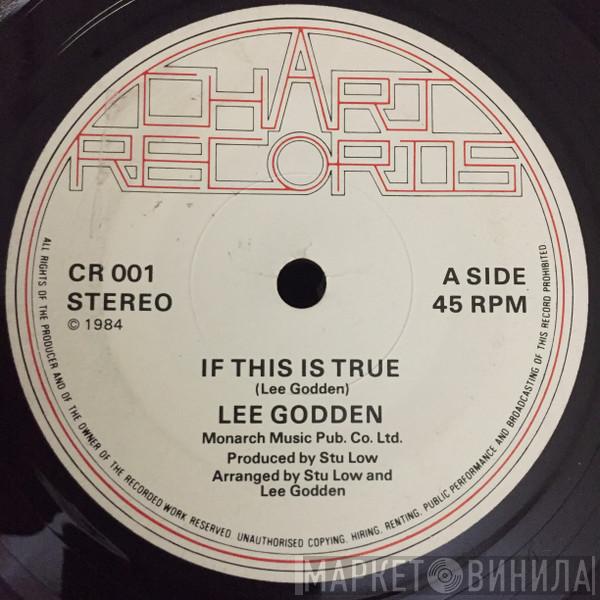 CHART
RECORDS
CR 001
STEREO
© 1984
A SIDE
45 RPM
IF THIS IS TRUE
(Lee Godden)
LEE GODDEN
Monarch Music Pub. Co. Ltd.
Produced by Stu Low
Arranged by Stu Low and
Lee Godden
ALL RIGHTS OF THE PRODUCER AND OF THE OWNER OF THE RECORDED WORK RESERVED. UNAUTHORISED COPYING, HIRING, RENTING, PUBLIC PERFORMANCE AND BROADCASTING OF THIS RECORD PROHIBITED
МАРКЕТ ВИНИЛА